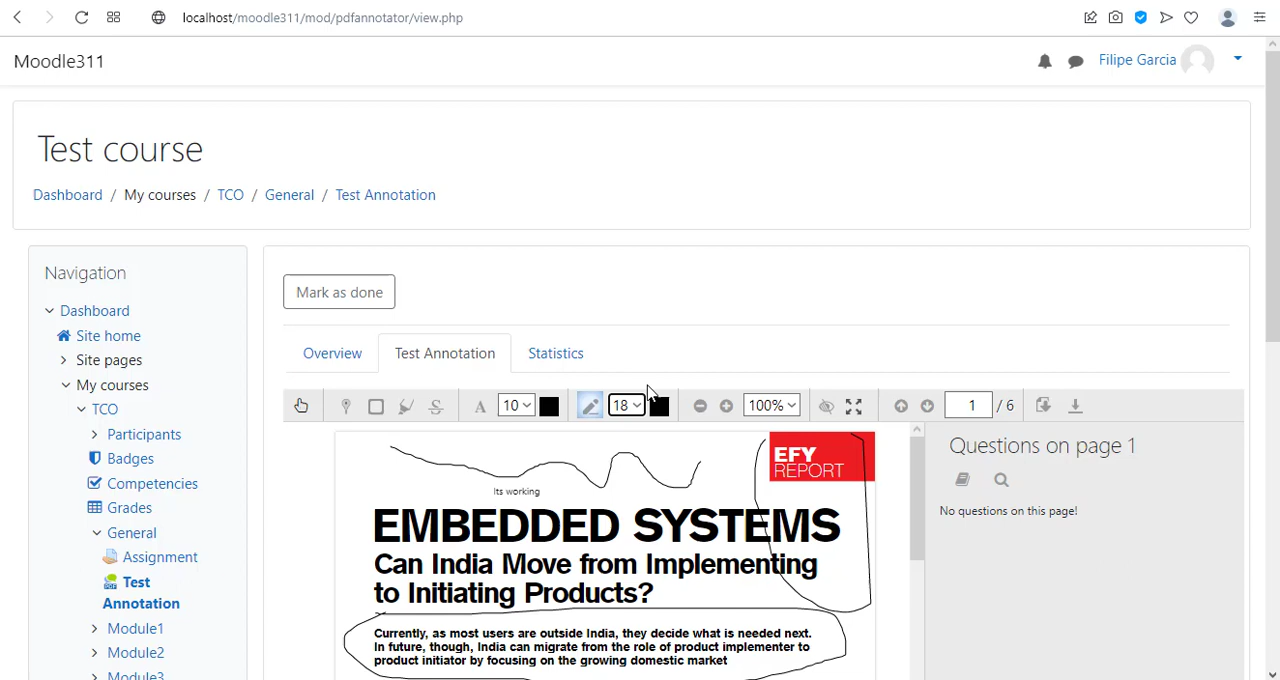 localhost/moodle311/mod/pdfannotator/view.php
Moodle311
Filipe Garcia
Test course
Dashboard / My courses / TCO / General / Test Annotation
Navigation
Dashboard
Site home
Site pages
My courses
TCO
Participants
Badges
Competencies
Grades
General
Assignment
Test
Annotation
Module1
Module2
Module3
Mark as done
Overview
Test Annotation
Statistics
A 10 18 100% 1 / 6
EFY
REPORT
Its working
EMBEDDED SYSTEMS
Can India Move from Implementing
to Initiating Products?
Currently, as most users are outside India, they decide what is needed next.
In future, though, India can migrate from the role of product implementer to
product initiator by focusing on the growing domestic market
Questions on page 1
No questions on this page!